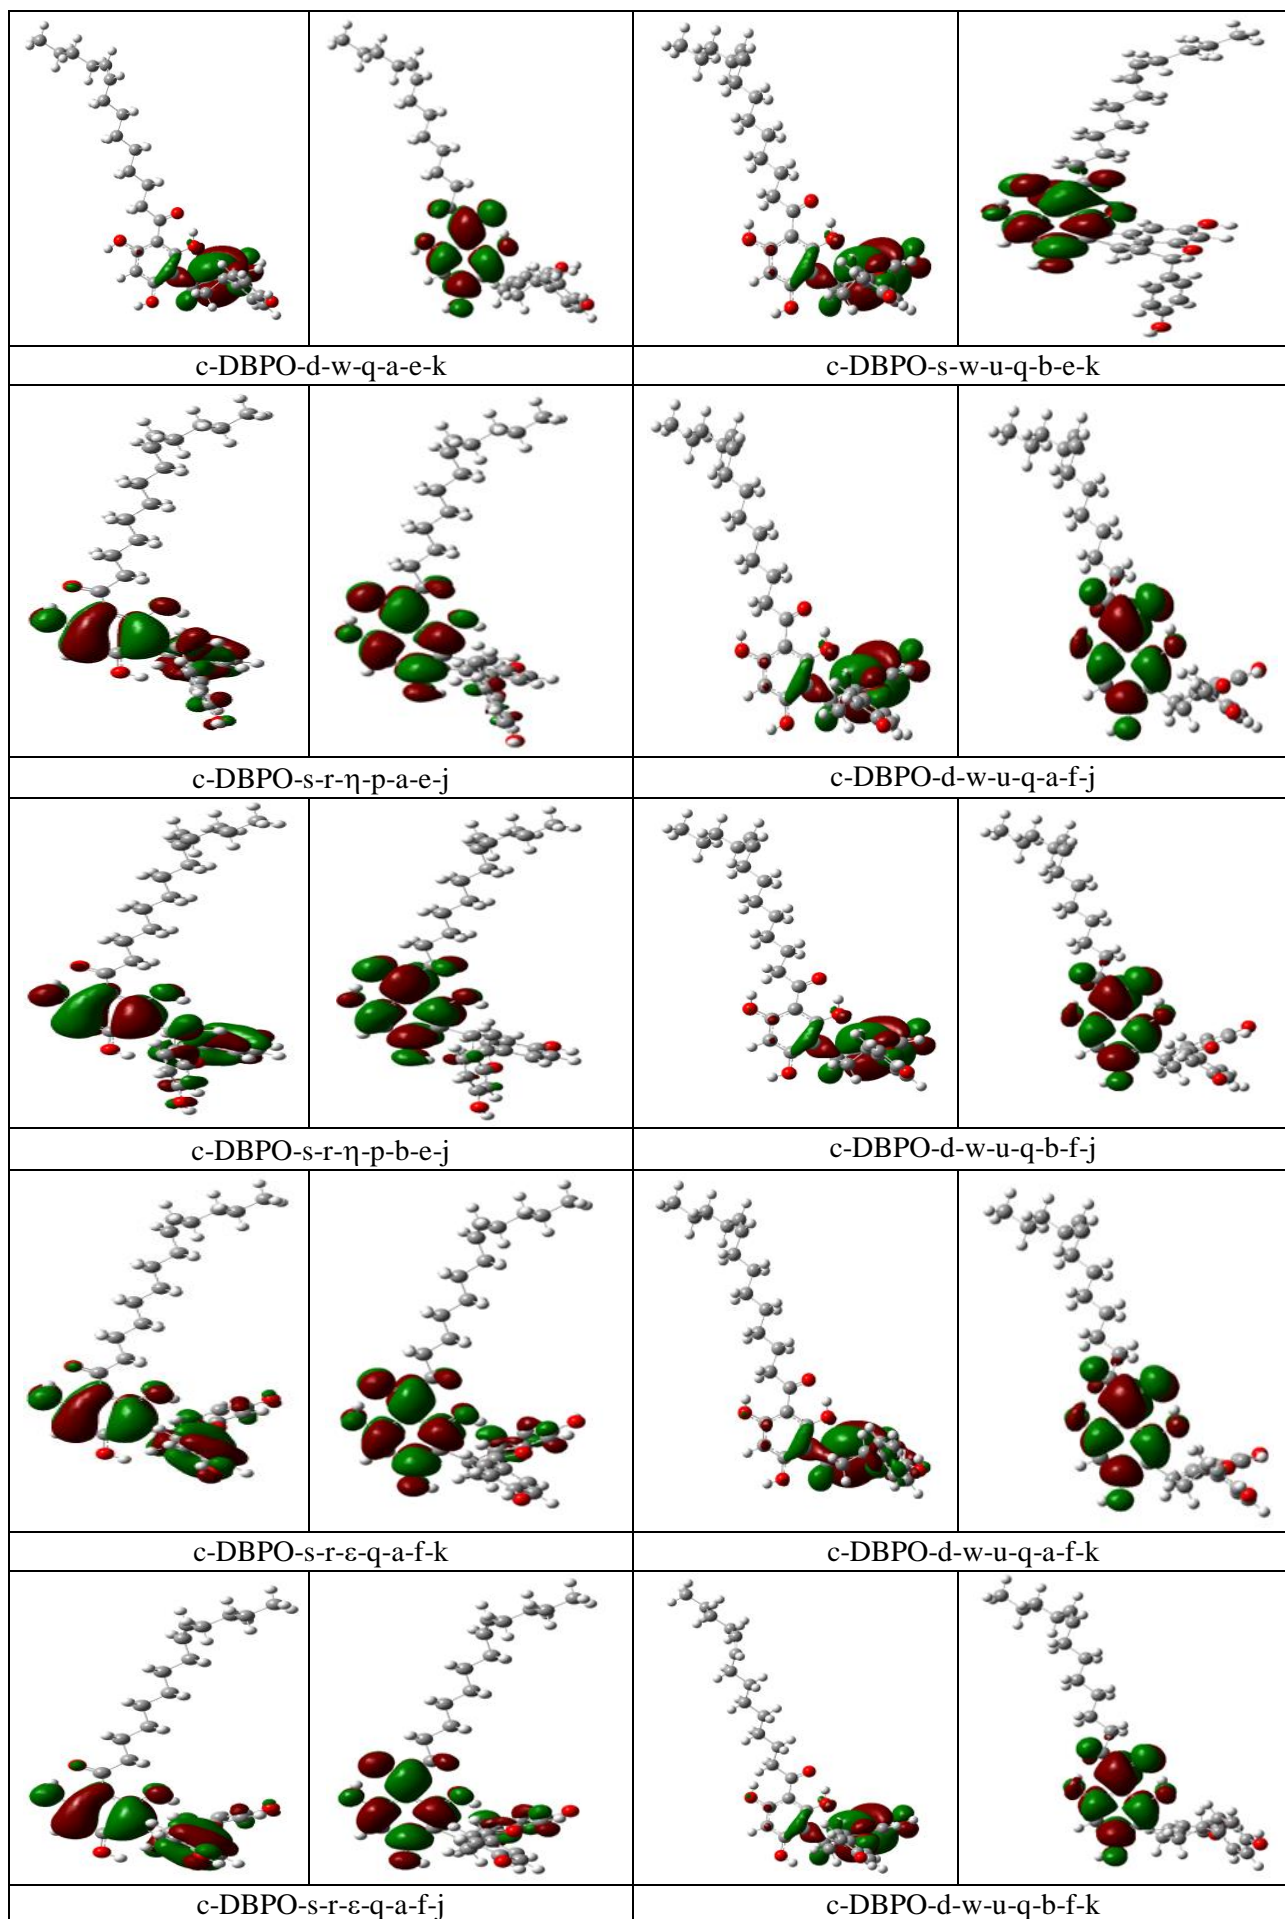 c-DBPO-d-w-q-a-e-k
c-DBPO-s-w-u-q-b-e-k
c-DBPO-s-r-η-p-a-e-j
c-DBPO-d-w-u-q-a-f-j
c-DBPO-s-r-η-p-b-e-j
c-DBPO-d-w-u-q-b-f-j
c-DBPO-s-r-ε-q-a-f-k
c-DBPO-d-w-u-q-a-f-k
c-DBPO-s-r-ε-q-a-f-j
c-DBPO-d-w-u-q-b-f-k